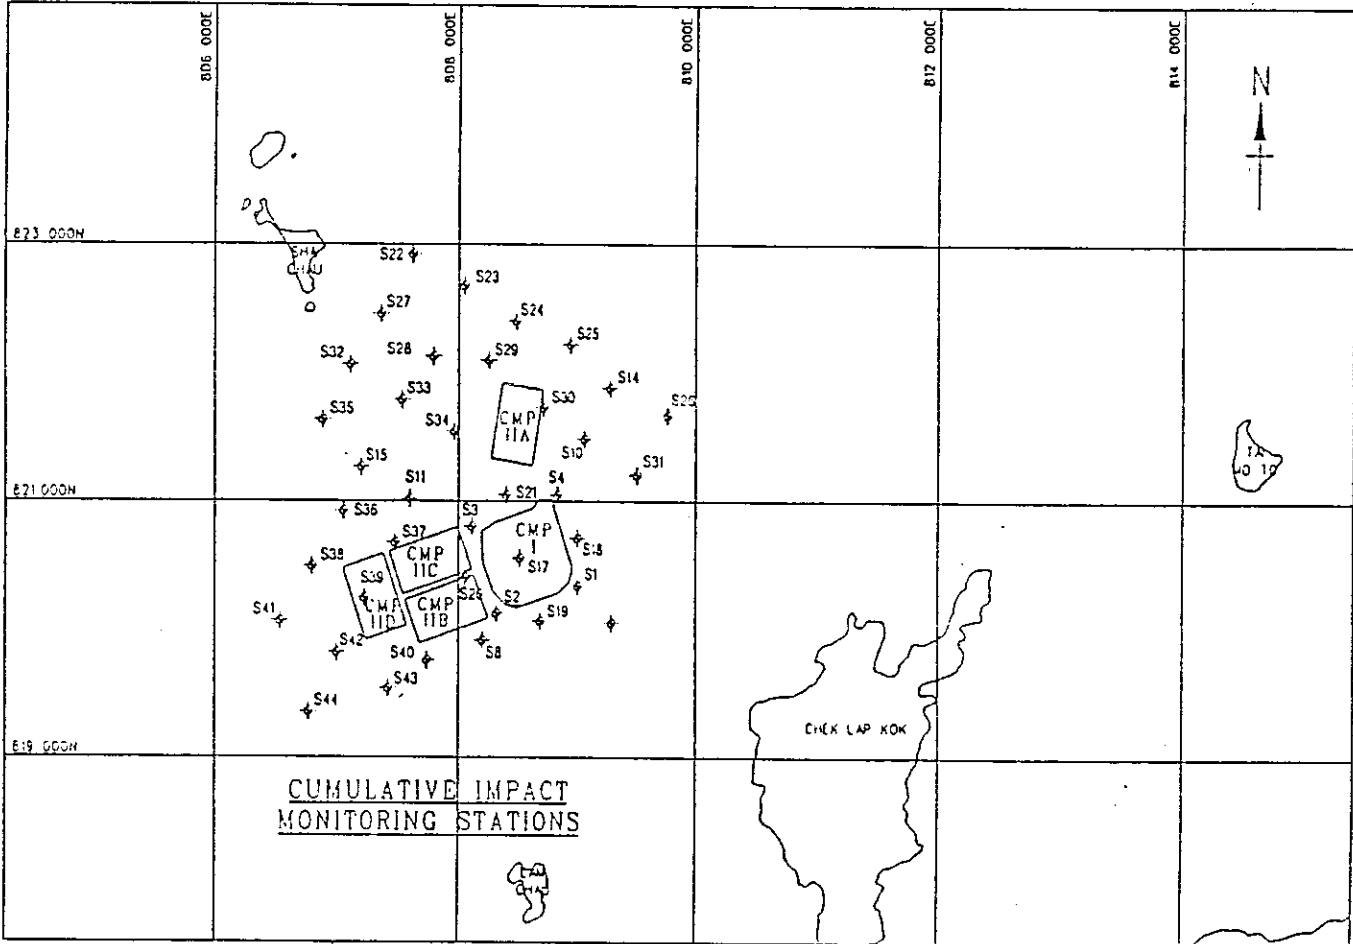 806 000E
808 000E
810 000E
812 000E
814 000E
N
823 000N
SHA
CHAU
S22
S23
S27
S24
S25
S32
S28
S29
S14
S33
S30
S35
S34
CMP
IIA
S10
S15
S31
S11
S21
S4
821 000N
S36
S3
S37
CMP
I
S18
S38
CMP
IIC
S17
S39
S1
S26
S2
CMP
IID
CMP
IIB
S19
S41
S42
S40
S8
S43
S44
CHEK LAP KOK
819 000N
CUMULATIVE IMPACT
MONITORING STATIONS
CHAU